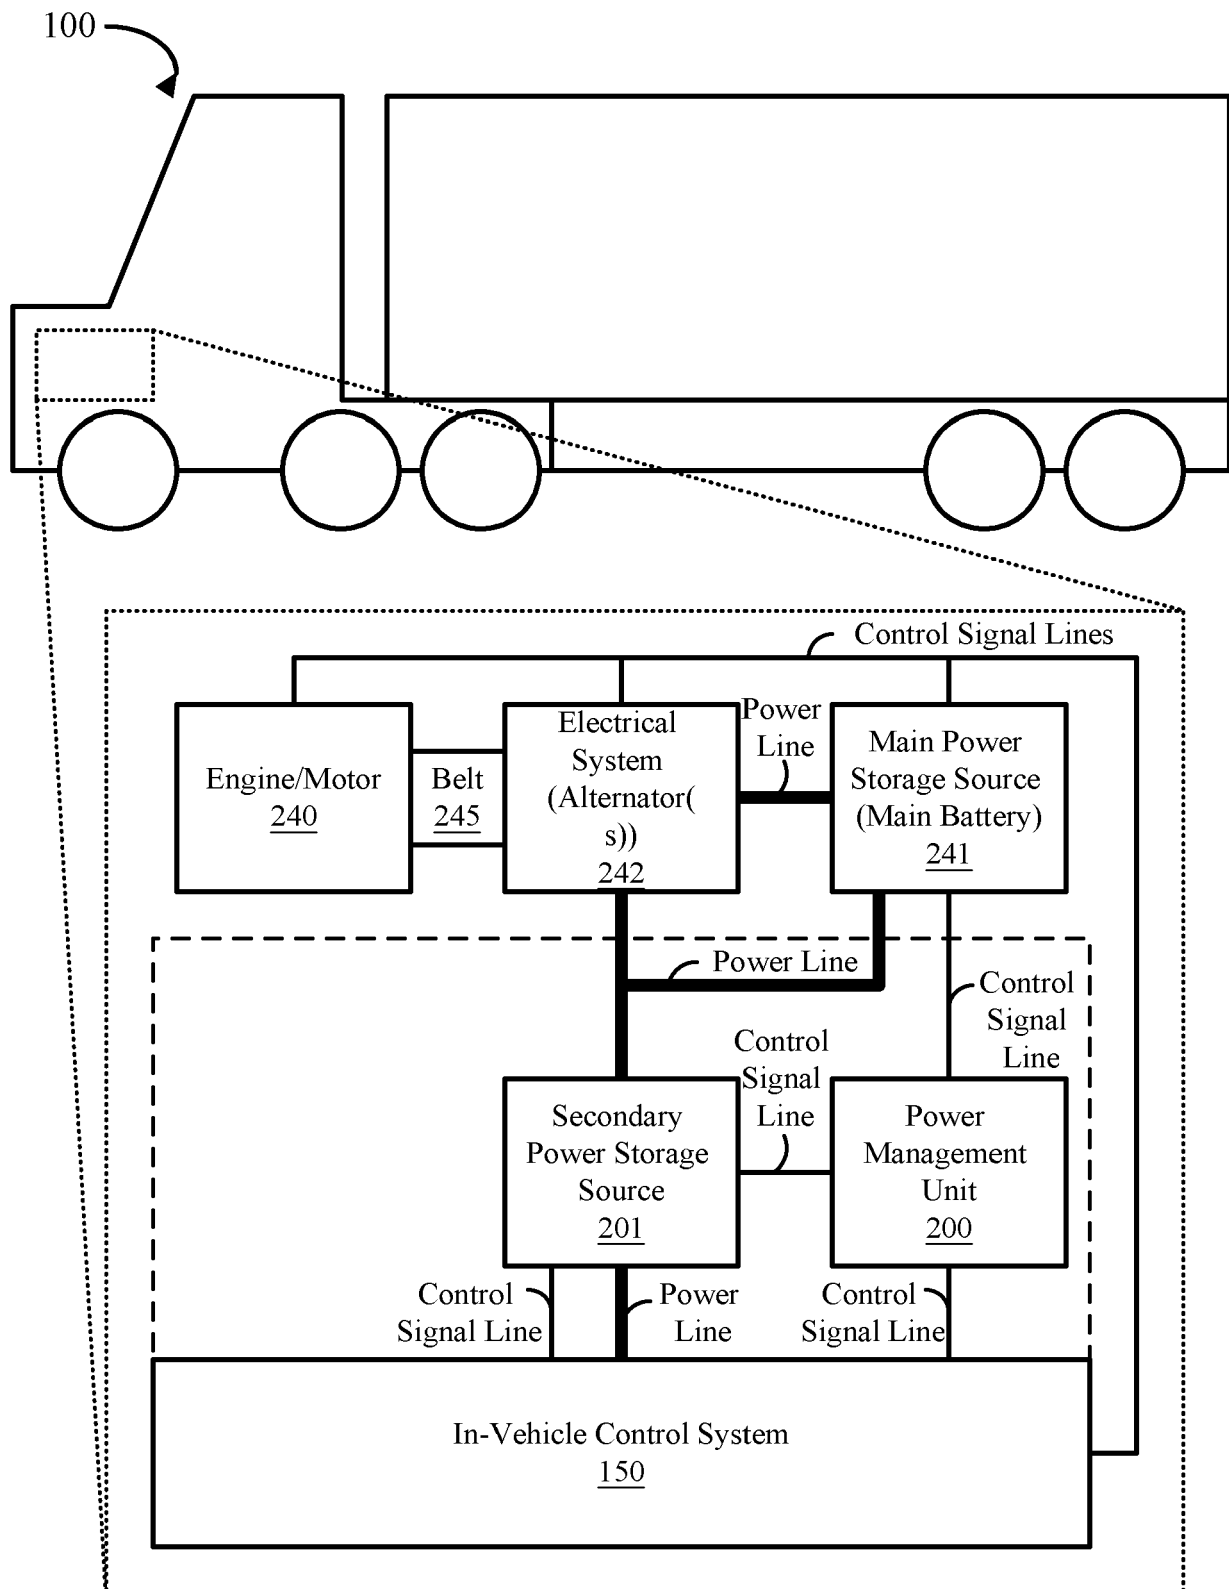 100
Control Signal Lines
Engine/Motor
240
Belt
245
Electrical
System
(Alternator(
s))
242
Power
Line
Main Power
Storage Source
(Main Battery)
241
Power Line
Control
Signal
Line
Control
Signal
Line
Secondary
Power Storage
Source
201
Power
Management
Unit
200
Control
Signal Line
Power
Line
Control
Signal Line
In-Vehicle Control System
150